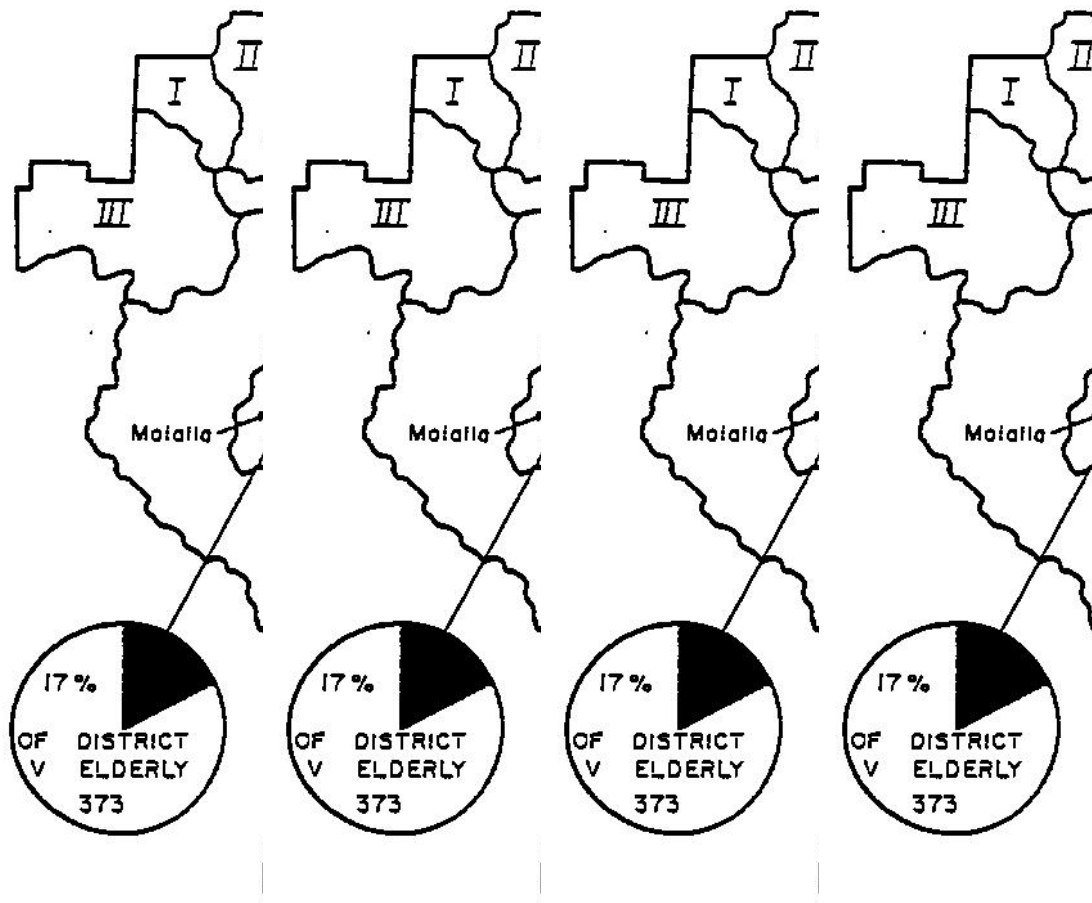 II
I
III
Molalla
17%
OF DISTRICT
V ELDERLY
373
II
I
III
Molalla
17%
OF DISTRICT
V ELDERLY
373
II
I
III
Molalla
17%
OF DISTRICT
V ELDERLY
373
II
I
III
Molalla
17%
OF DISTRICT
V ELDERLY
373